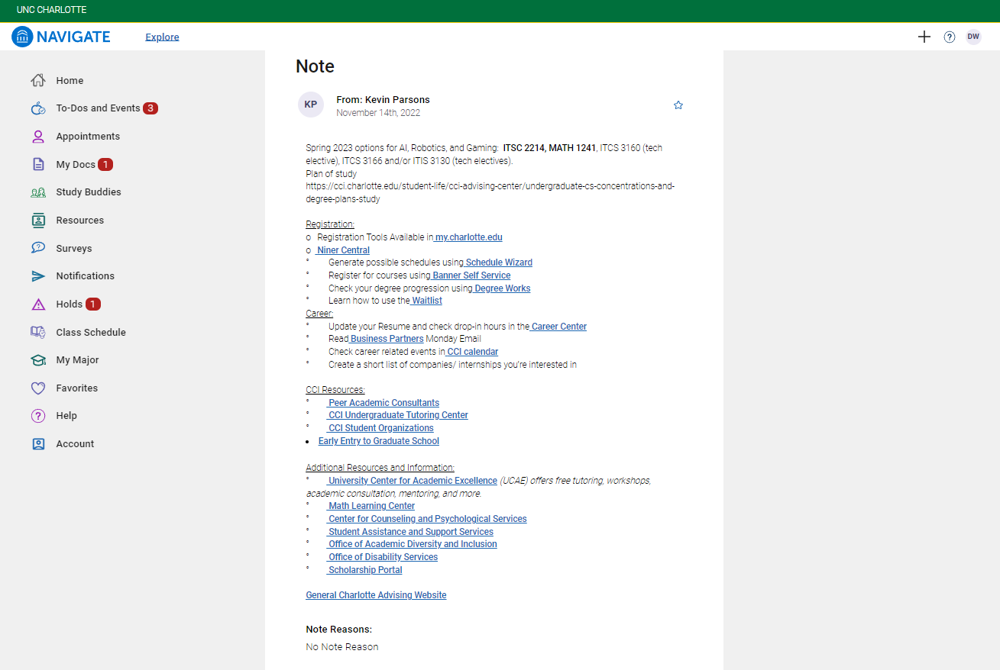 UNC CHARLOTTE
NAVIGATE
Explore
?
DW
Home
To-Dos and Events 3
Appointments
My Docs 1
Study Buddies
Resources
Surveys
Notifications
Holds 1
Class Schedule
My Major
Favorites
Help
Account
Note
KP
From: Kevin Parsons
November 14th, 2022
Spring 2023 options for AI, Robotics, and Gaming: ITSC 2214, MATH 1241, ITCS 3160 (tech
elective), ITCS 3166 and/or ITIS 3130 (tech electives).
Plan of study
https://cci.charlotte.edu/student-life/cci-advising-center/undergraduate-cs-concentrations-and-
degree-plans-study
Registration:
o Registration Tools Available in my.charlotte.edu
o Niner Central
° Generate possible schedules using Schedule Wizard
° Register for courses using Banner Self Service
° Check your degree progression using Degree Works
° Learn how to use the Waitlist
Career:
° Update your Resume and check drop-in hours in the Career Center
° Read Business Partners Monday Email
° Check career related events in CCI calendar
° Create a short list of companies/ internships you're interested in
CCI Resources:
° Peer Academic Consultants
° CCI Undergraduate Tutoring Center
° CCI Student Organizations
• Early Entry to Graduate School
Additional Resources and Information:
° University Center for Academic Excellence (UCAE) offers free tutoring, workshops,
academic consultation, mentoring, and more.
° Math Learning Center
° Center for Counseling and Psychological Services
° Student Assistance and Support Services
° Office of Academic Diversity and Inclusion
° Office of Disability Services
° Scholarship Portal
General Charlotte Advising Website
Note Reasons:
No Note Reason